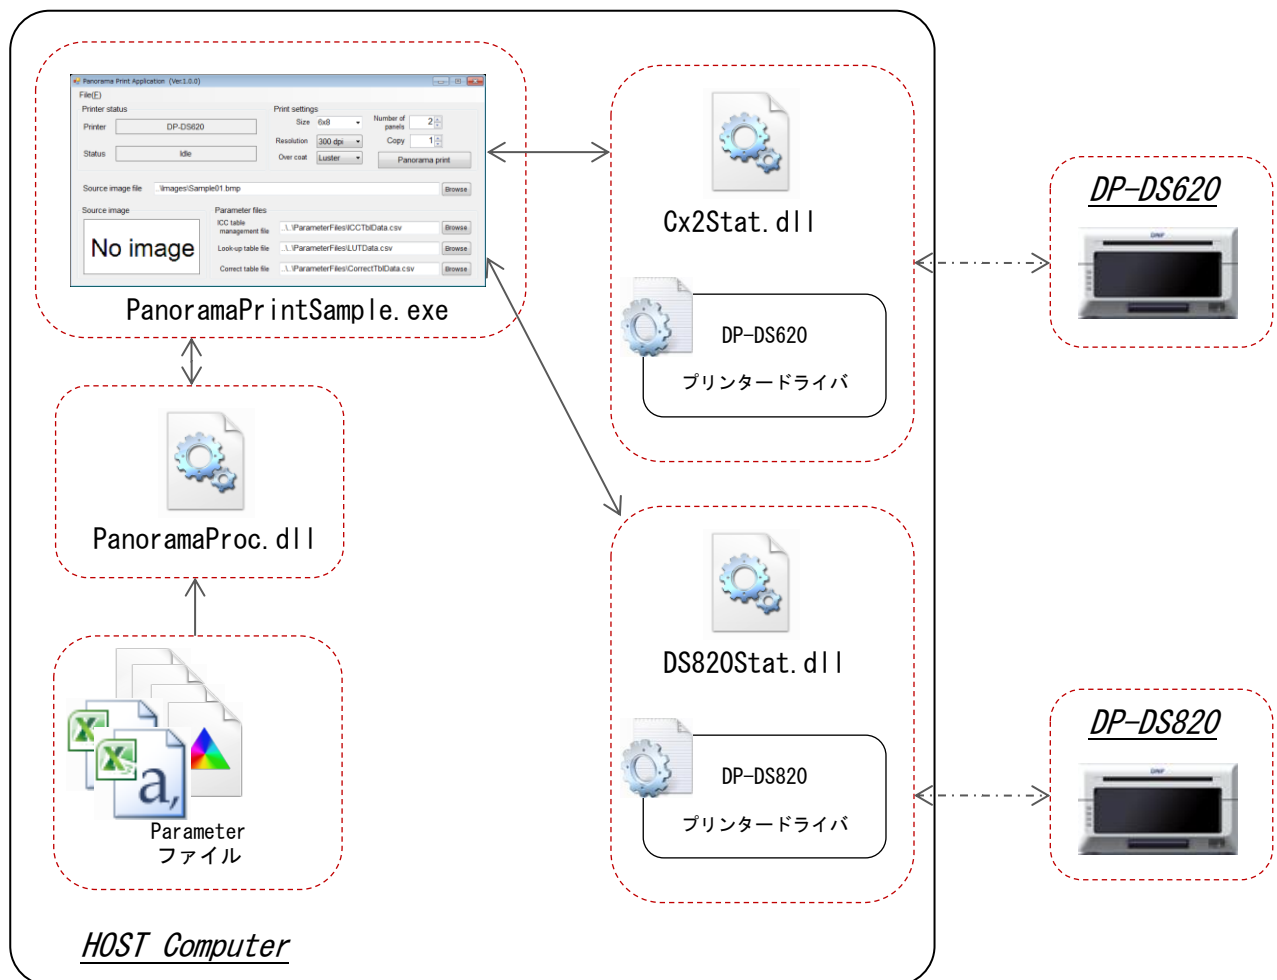 Panorama Print Application (Ver.1.0.0)
File(F)
Printer status
Printer DP-DS620
Status Idle
Print settings
Size 6x8
Number of
panels 2
Resolution 300 dpi
Copy 1
Over coat Luster
Panorama print
Source image file ..\Images\Sample01.bmp Browse
Source image
No image
Parameter files
ICC table
management file ..\..\ParameterFiles\ICCTblData.csv Browse
Look-up table file ..\..\ParameterFiles\LUTData.csv Browse
Correct table file ..\..\ParameterFiles\CorrectTblData.csv Browse
PanoramaPrintSample.exe
Cx2Stat.dll
DP-DS620
プリンタードライバ
DP-DS620
DNP
PanoramaProc.dll
DS820Stat.dll
DP-DS820
プリンタードライバ
DP-DS820
DNP
a,
Parameter
ファイル
HOST Computer